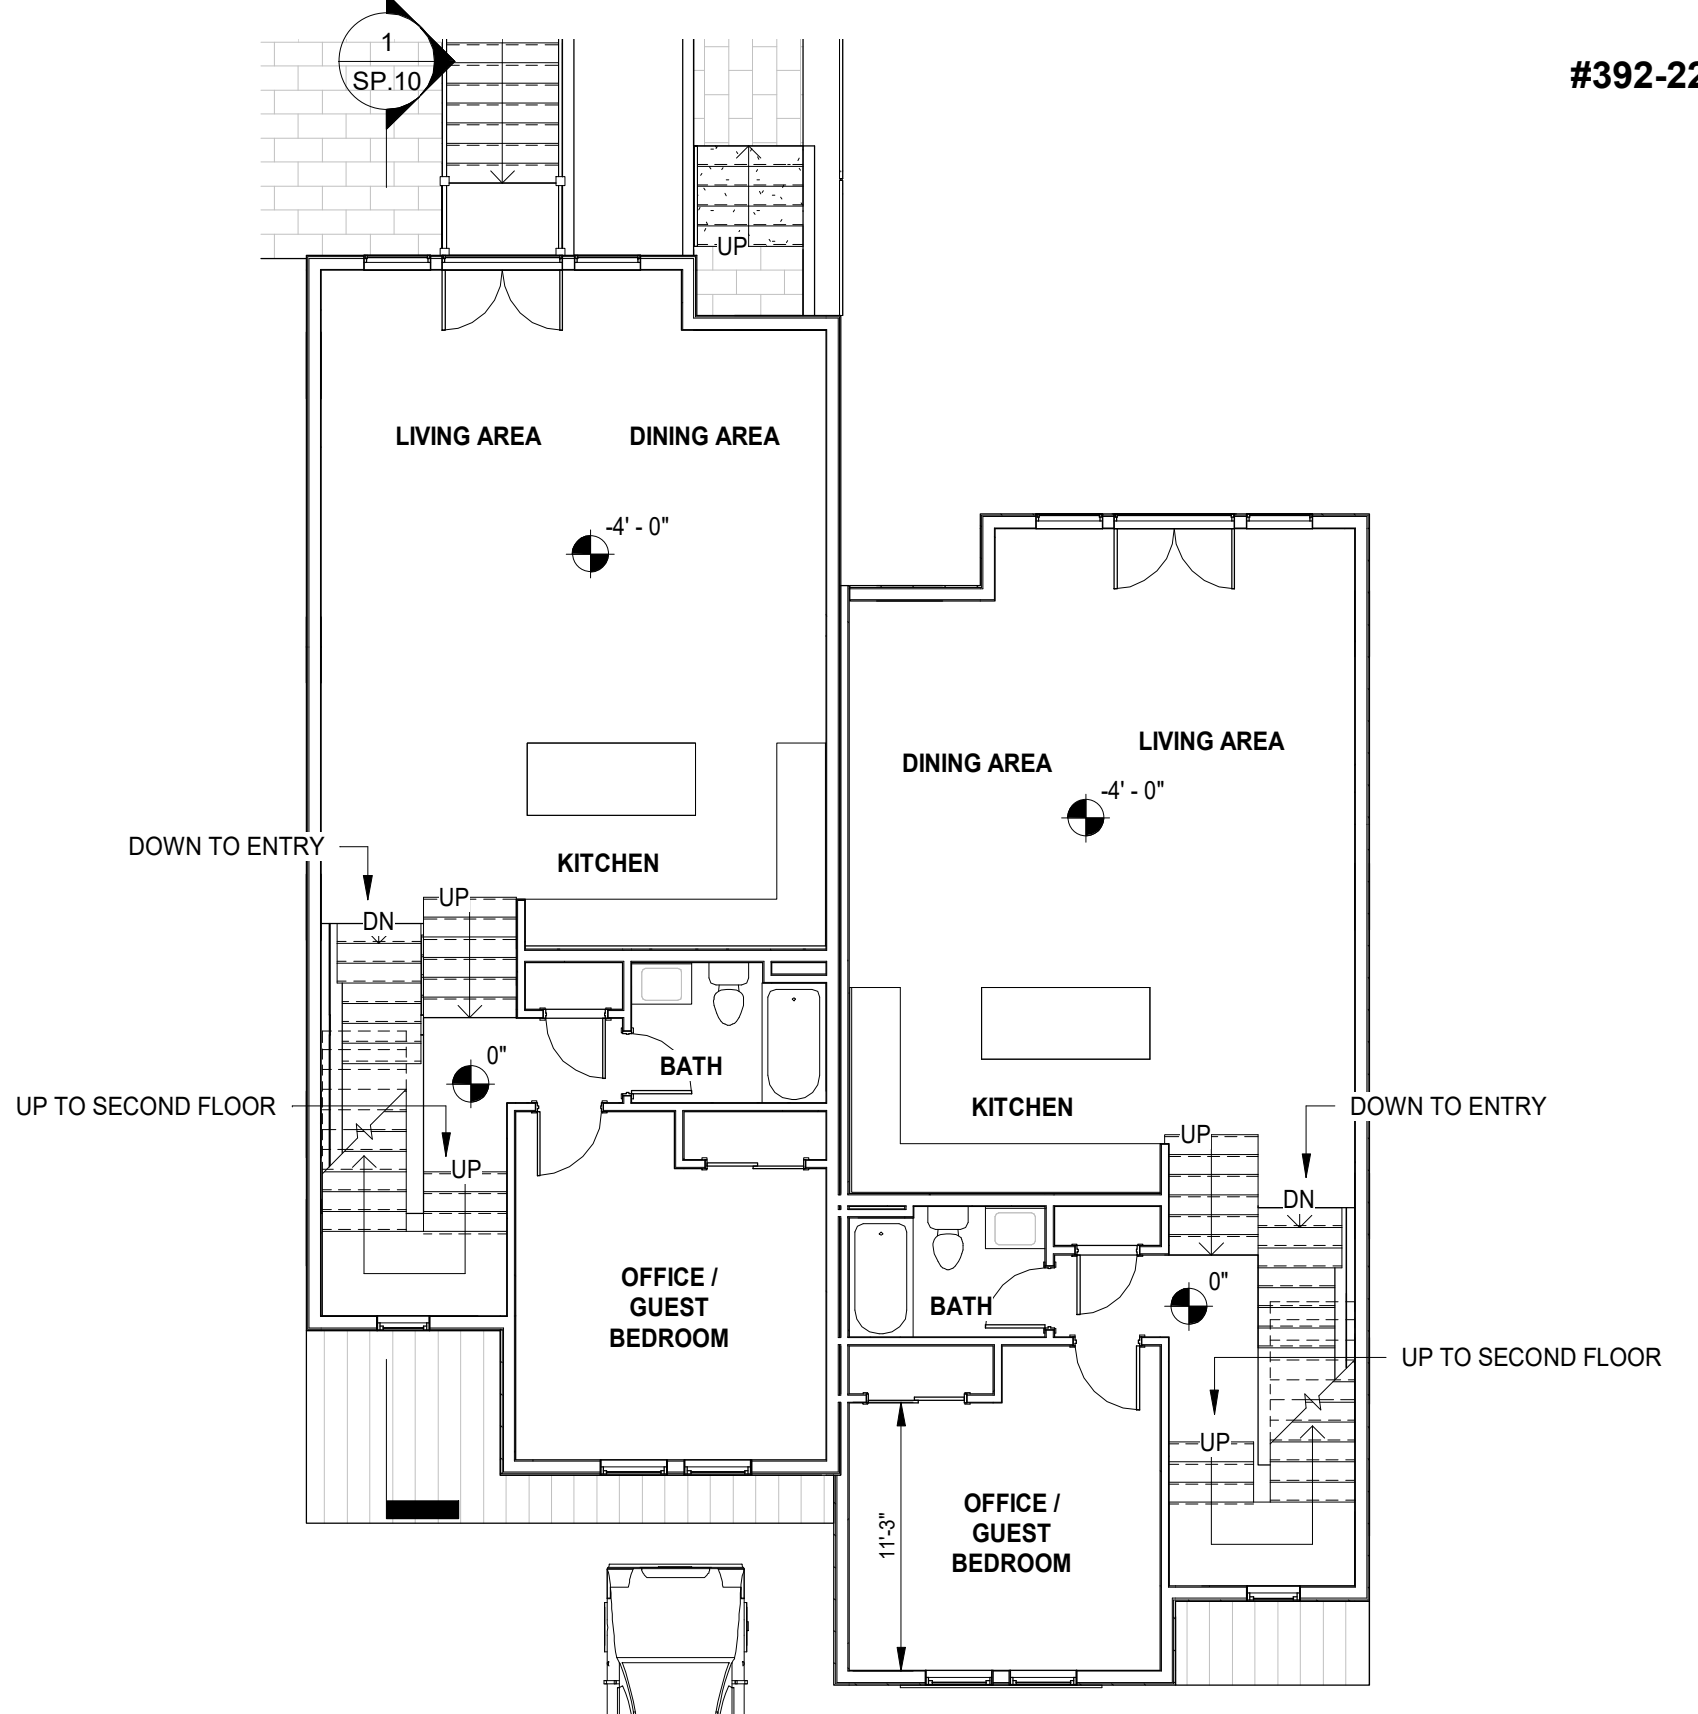 1
SP.10
#392-22
UP
LIVING AREA
DINING AREA
-4' - 0"
LIVING AREA
DINING AREA
-4' - 0"
DOWN TO ENTRY
KITCHEN
UP
DN
0"
BATH
UP TO SECOND FLOOR
KITCHEN
DOWN TO ENTRY
UP
UP
DN
OFFICE /
GUEST
BEDROOM
BATH
0"
UP TO SECOND FLOOR
UP
OFFICE /
GUEST
BEDROOM
11'-3"